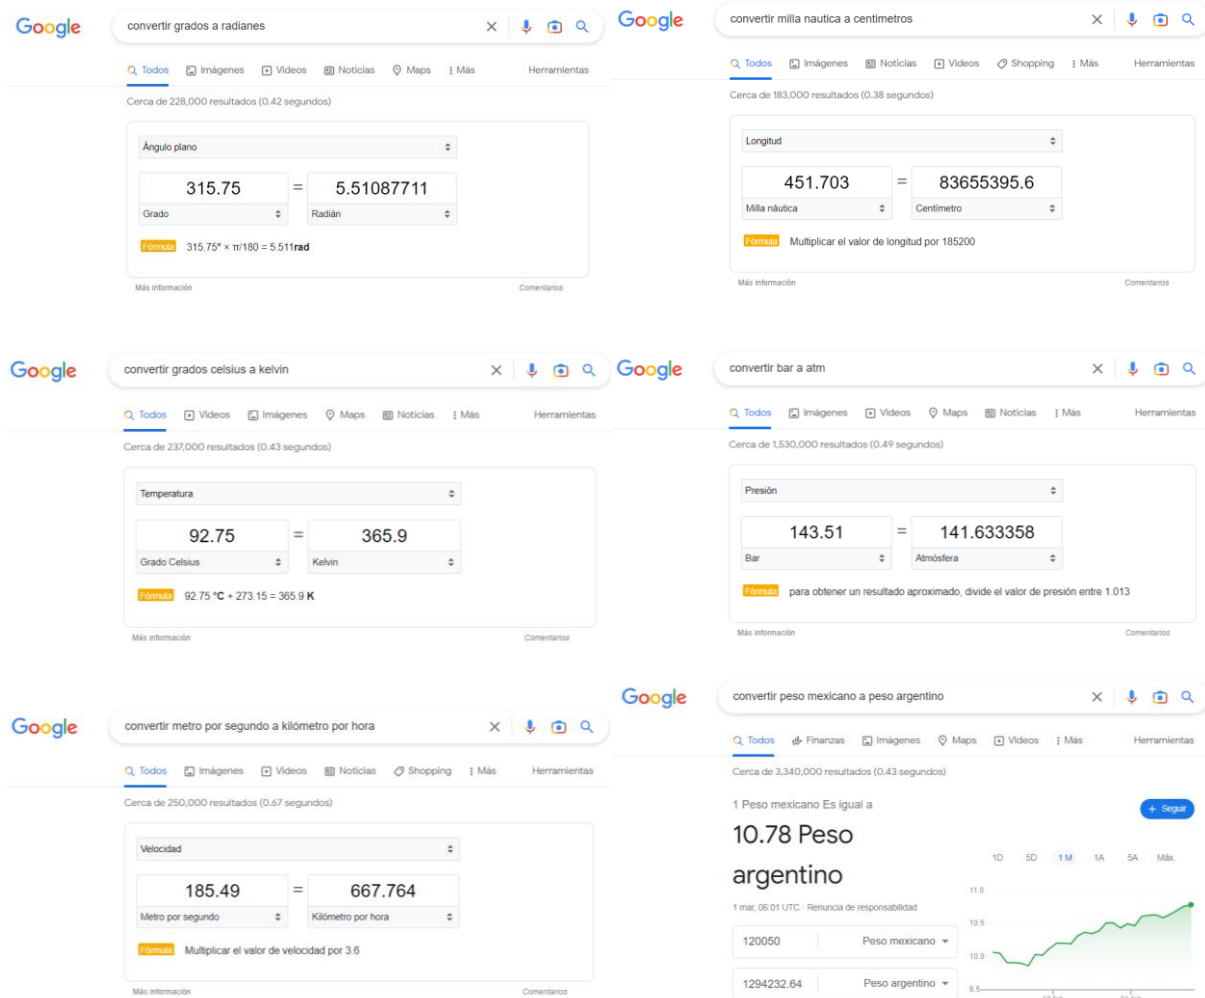 Google
convertir grados a radianes
Todos Imágenes Videos Noticias Maps Más Herramientas
Cerca de 228,000 resultados (0.42 segundos)
Ángulo plano
315.75 = 5.51087711
Grado Radián
Fórmula 315.75° × π/180 = 5.511rad
Más información Comentarios
Google
convertir milla nautica a centimetros
Todos Imágenes Noticias Videos Shopping Más Herramientas
Cerca de 183,000 resultados (0.38 segundos)
Longitud
451.703 = 83655395.6
Milla náutica Centímetro
Fórmula Multiplicar el valor de longitud por 185200
Más información Comentarios
Google
convertir grados celsius a kelvin
Todos Videos Imágenes Maps Noticias Más Herramientas
Cerca de 237,000 resultados (0.43 segundos)
Temperatura
92.75 = 365.9
Grado Celsius Kelvin
Fórmula 92.75 °C + 273.15 = 365.9 K
Más información Comentarios
Google
convertir bar a atm
Todos Imágenes Videos Maps Noticias Más Herramientas
Cerca de 1,530,000 resultados (0.49 segundos)
Presión
143.51 = 141.633358
Bar Atmósfera
Fórmula para obtener un resultado aproximado, divide el valor de presión entre 1.013
Más información Comentarios
Google
convertir metro por segundo a kilómetro por hora
Todos Imágenes Videos Noticias Shopping Más Herramientas
Cerca de 250,000 resultados (0.67 segundos)
Velocidad
185.49 = 667.764
Metro por segundo Kilómetro por hora
Fórmula Multiplicar el valor de velocidad por 3.6
Más información Comentarios
Google
convertir peso mexicano a peso argentino
Todos Finanzas Imágenes Maps Videos Más Herramientas
Cerca de 3,340,000 resultados (0.43 segundos)
1 Peso mexicano Es igual a
+ Seguir
10.78 Peso
argentino
1 mar, 06:01 UTC · Renuncia de responsabilidad
120050 Peso mexicano
1294232.64 Peso argentino
1D 5D 1M 1A 5A Máx.
11.0
10.5
10.0
9.5